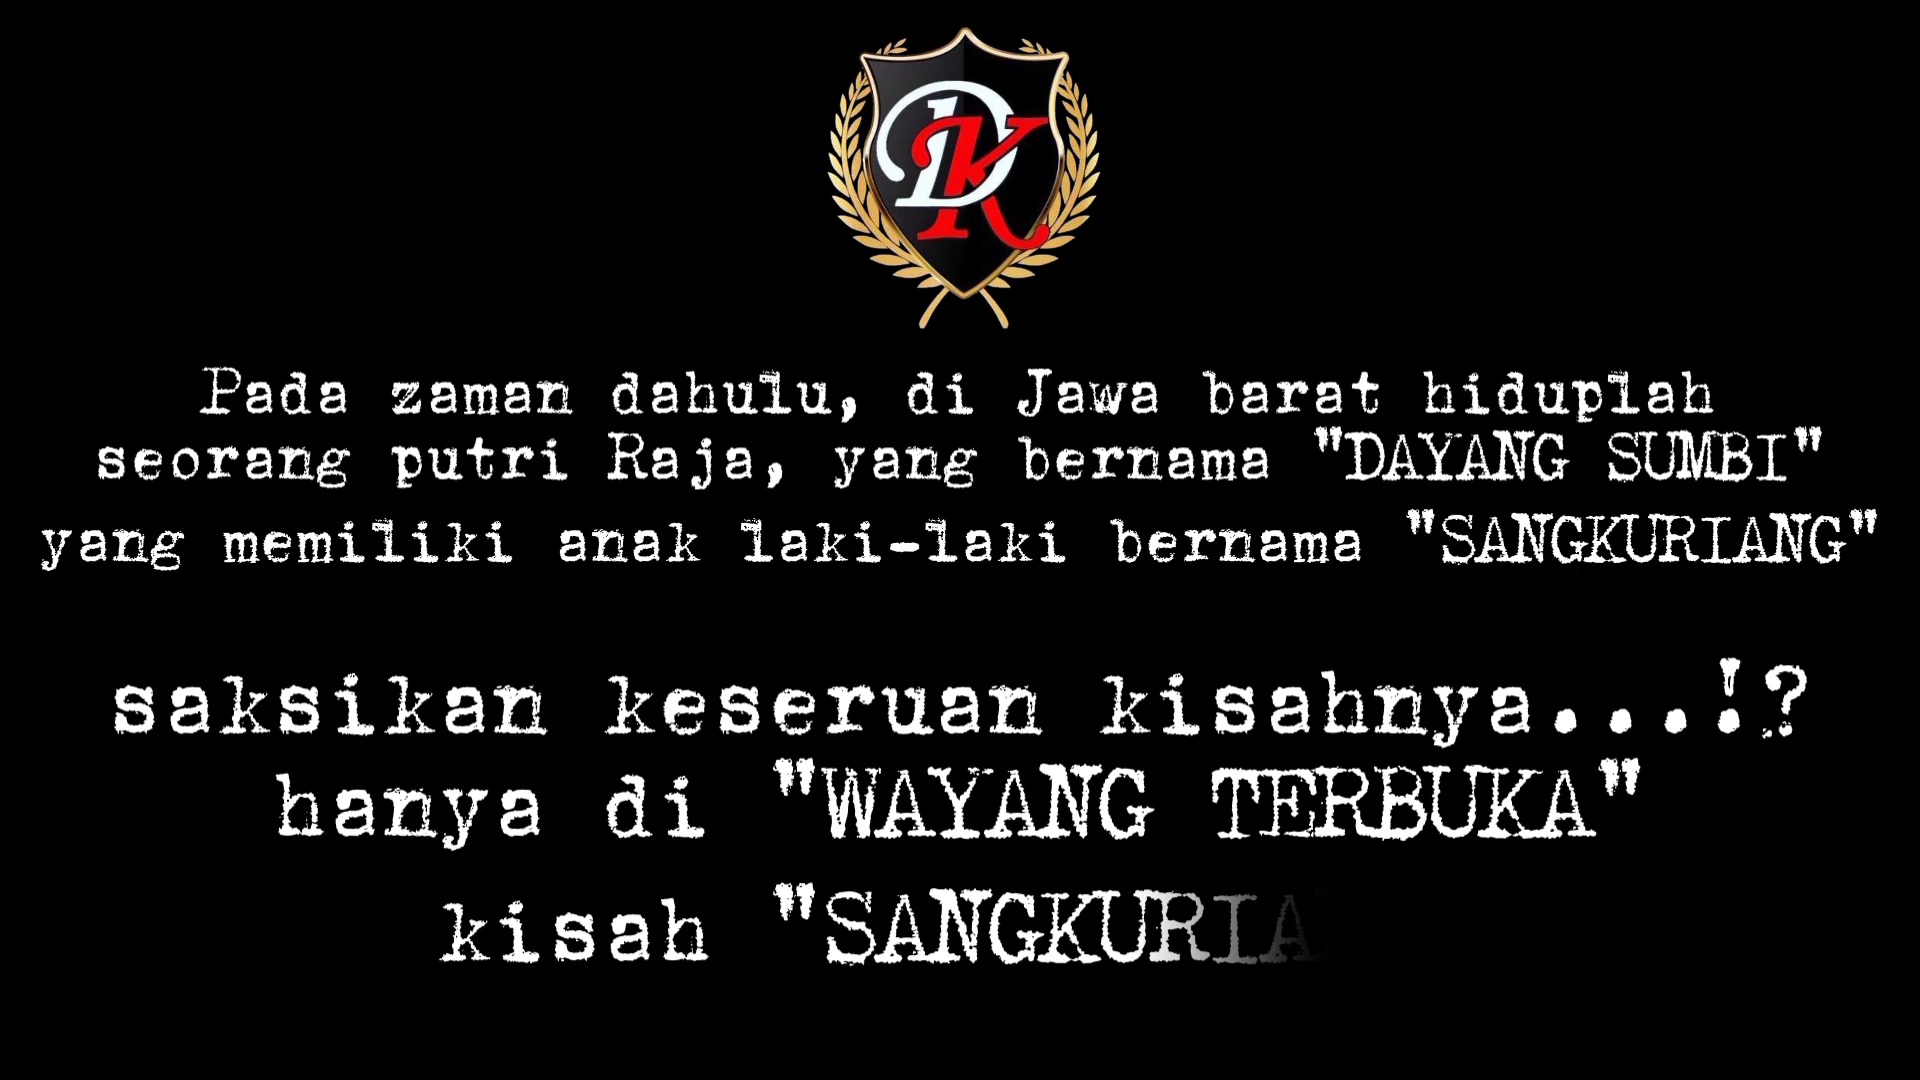 DK
Pada zaman dahulu, di Jawa barat hiduplah
seorang putri Raja, yang bernama "DAYANG SUMBI"
yang memiliki anak laki-laki bernama "SANGKURIANG"
saksikan keseruan kisahnya...!?
hanya di "WAYANG TERBUKA"
kisah "SANGKURIA